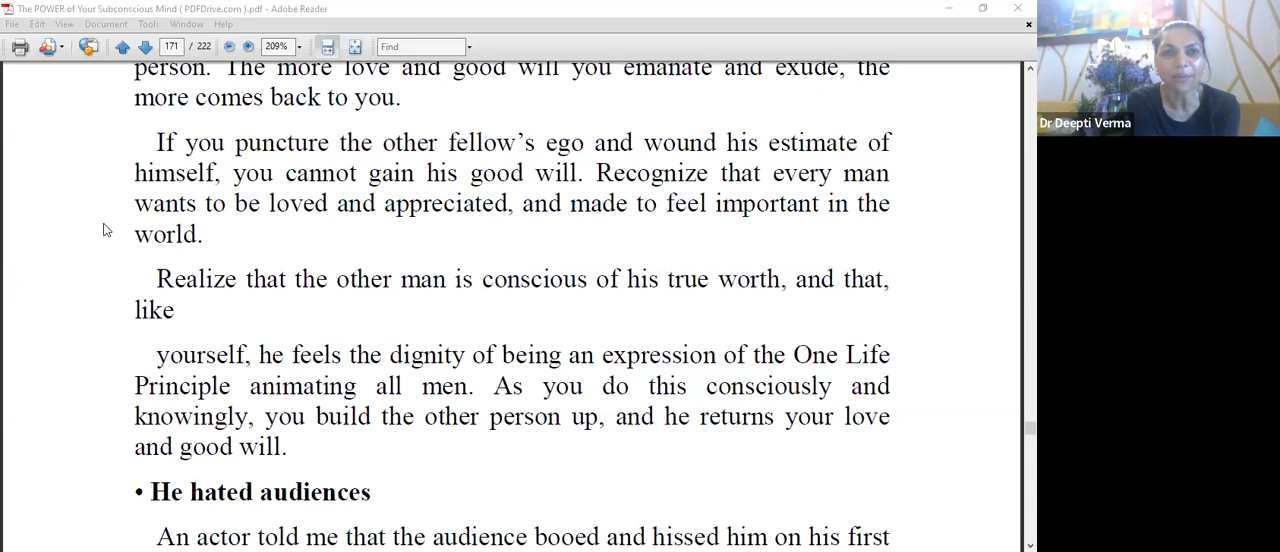 The POWER of Your Subconscious Mind ( PDFDrive.com ).pdf - Adobe Reader
File Edit View Document Tools Window Help
171 / 222 209% Find
person. The more love and good will you emanate and exude, the
more comes back to you.
If you puncture the other fellow's ego and wound his estimate of
himself, you cannot gain his good will. Recognize that every man
wants to be loved and appreciated, and made to feel important in the
world.
Realize that the other man is conscious of his true worth, and that,
like
yourself, he feels the dignity of being an expression of the One Life
Principle animating all men. As you do this consciously and
knowingly, you build the other person up, and he returns your love
and good will.
• He hated audiences
An actor told me that the audience booed and hissed him on his first
Dr Deepti Verma